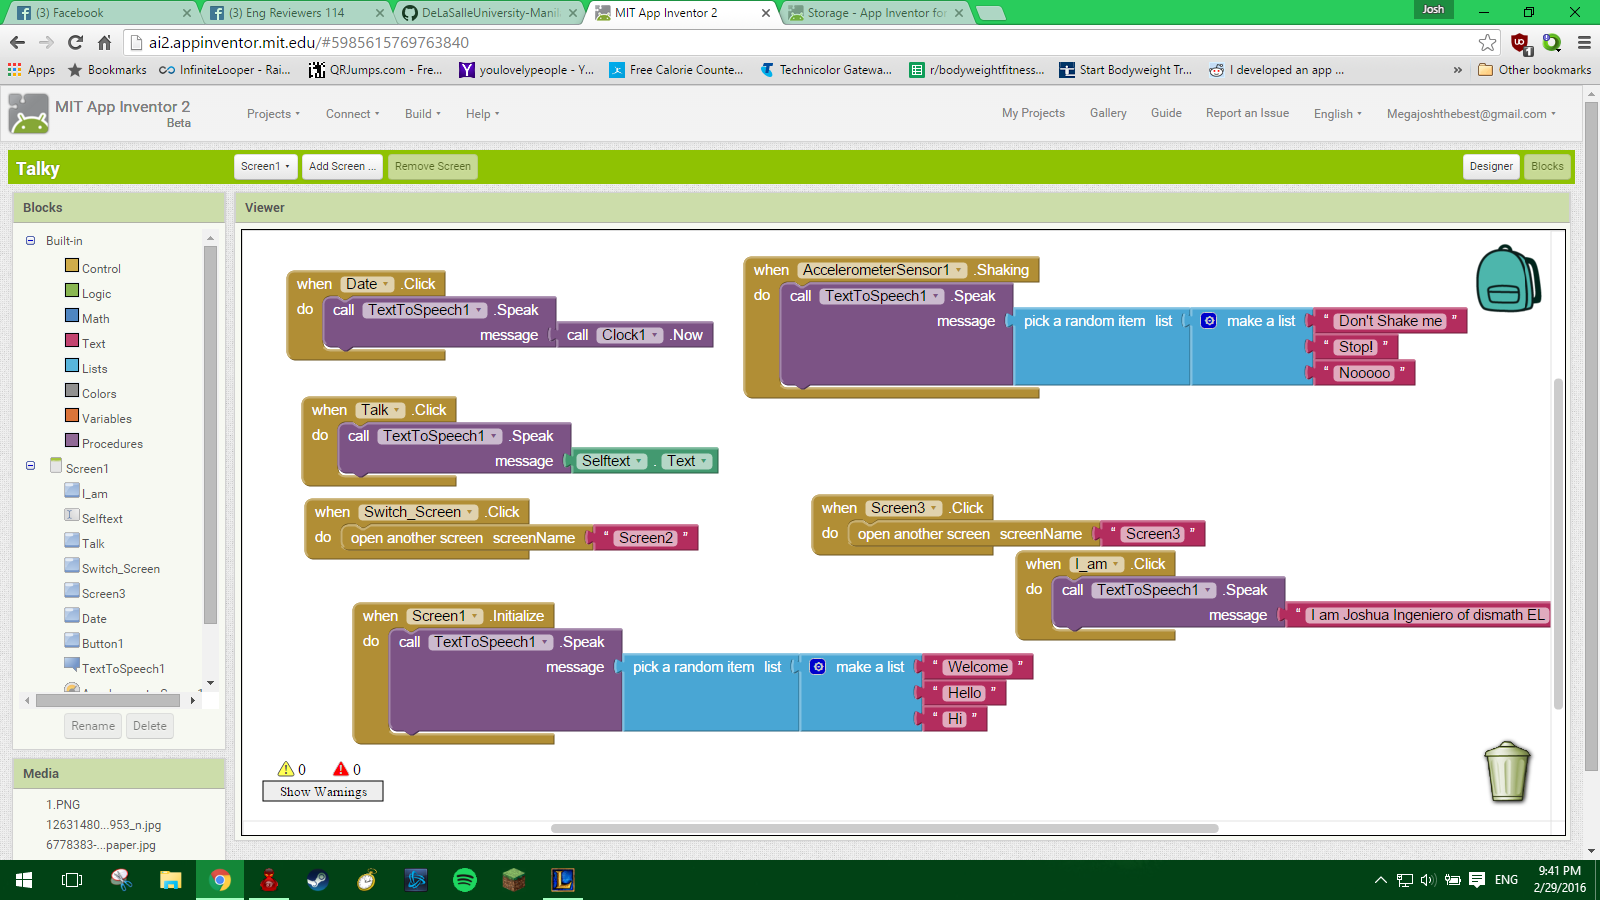 (3) Facebook
(3) Eng Reviewers 114
DeLaSalleUniversity-Manil
MIT App Inventor 2
Storage - App Inventor for
Josh
ai2.appinventor.mit.edu/#5985615769763840
Apps
Bookmarks
InfiniteLooper - Rai...
QRJumps.com - Fre...
youlovelypeople - Y...
Free Calorie Counte...
Technicolor Gatewa...
r/bodyweightfitness...
Start Bodyweight Tr...
I developed an app ...
»
Other bookmarks
MIT App Inventor 2
Beta
Projects
Connect
Build
Help
My Projects
Gallery
Guide
Report an Issue
English
Megajoshthebest@gmail.com
Talky
Screen1
Add Screen ...
Remove Screen
Designer
Blocks
Blocks
Built-in
Control
Logic
Math
Text
Lists
Colors
Variables
Procedures
Screen1
I_am
Selftext
Talk
Switch_Screen
Screen3
Date
Button1
TextToSpeech1
Rename
Delete
Media
1.PNG
12631480...953_n.jpg
6778383-...paper.jpg
Viewer
when Date .Click
do call TextToSpeech1 .Speak
message call Clock1 .Now
when AccelerometerSensor1 .Shaking
do call TextToSpeech1 .Speak
message pick a random item list make a list " Don't Shake me "
" Stop! "
" Nooooo "
when Talk .Click
do call TextToSpeech1 .Speak
message Selftext . Text
when Switch_Screen .Click
do open another screen screenName " Screen2 "
when Screen3 .Click
do open another screen screenName " Screen3 "
when I_am .Click
do call TextToSpeech1 .Speak
message " I am Joshua Ingeniero of dismath EL
when Screen1 .Initialize
do call TextToSpeech1 .Speak
message pick a random item list make a list " Welcome "
" Hello "
" Hi "
0 0
Show Warnings
ENG
9:41 PM
2/29/2016